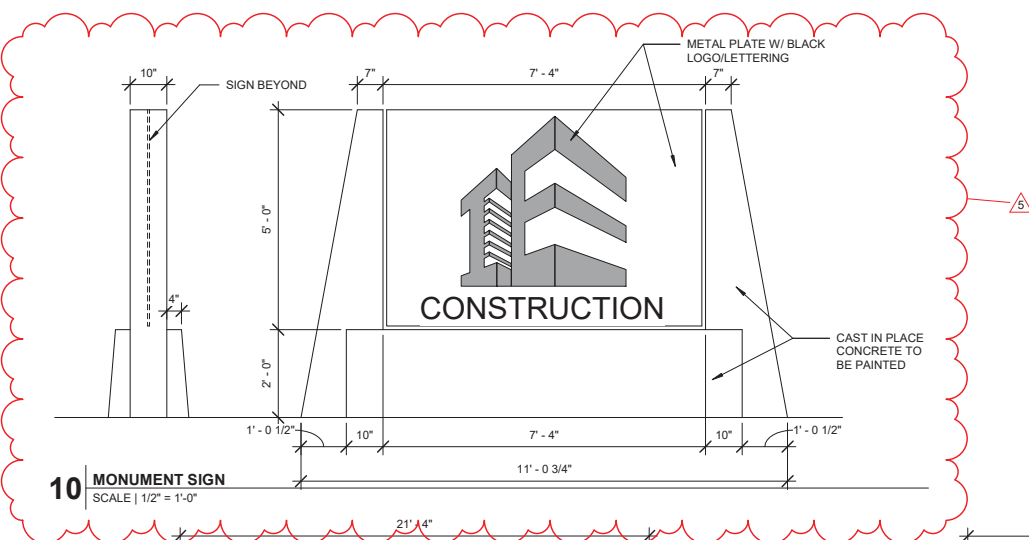 METAL PLATE W/ BLACK
LOGO/LETTERING
10"
SIGN BEYOND
7"
7' - 4"
7"
5
5' - 0"
4"
CONSTRUCTION
CAST IN PLACE
CONCRETE TO
BE PAINTED
2' - 0"
1' - 0 1/2"
10"
7' - 4"
10"
1' - 0 1/2"
11' - 0 3/4"
10
MONUMENT SIGN
SCALE | 1/2" = 1'-0"
21' - 4"